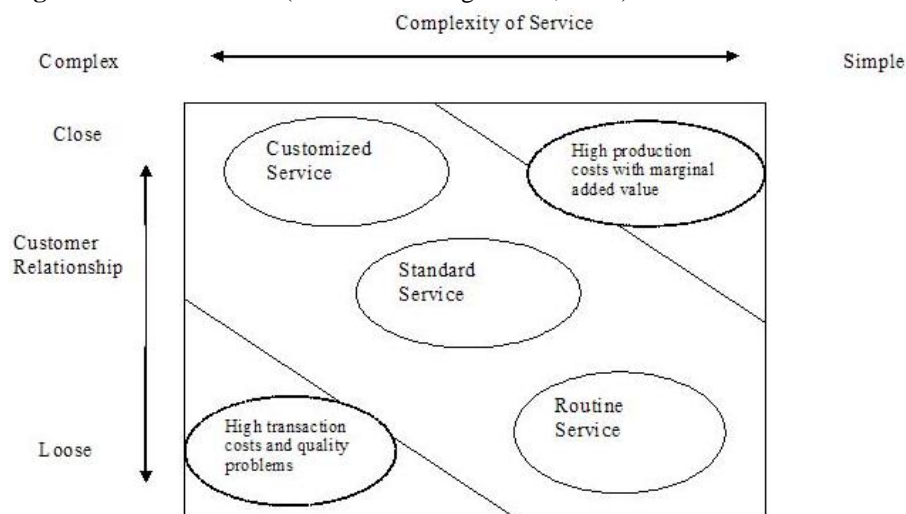 Complexity of Service
Complex
Simple
Close
Customized
Service
High production
costs with marginal
added value
Customer
Relationship
Standard
Service
Routine
Service
High transaction
costs and quality
problems
Loose